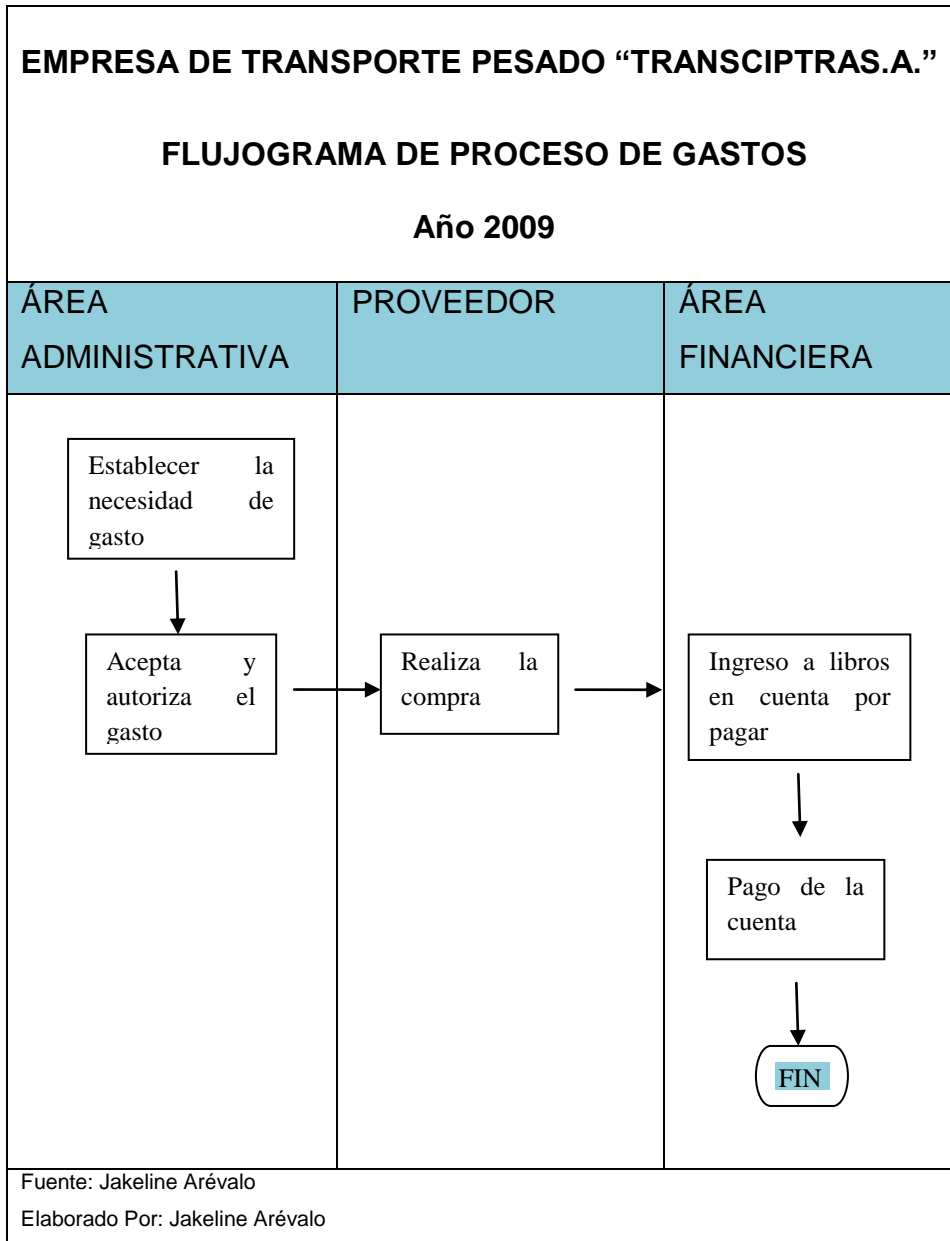 EMPRESA DE TRANSPORTE PESADO “TRANSCIPTRAS.A.”
FLUJOGRAMA DE PROCESO DE GASTOS
Año 2009
ÁREA
ADMINISTRATIVA
PROVEEDOR
ÁREA
FINANCIERA
Establecer la
necesidad de
gasto
Acepta y
autoriza el
gasto
Realiza la
compra
Ingreso a libros
en cuenta por
pagar
Pago de la
cuenta
FIN
Fuente: Jakeline Arévalo
Elaborado Por: Jakeline Arévalo